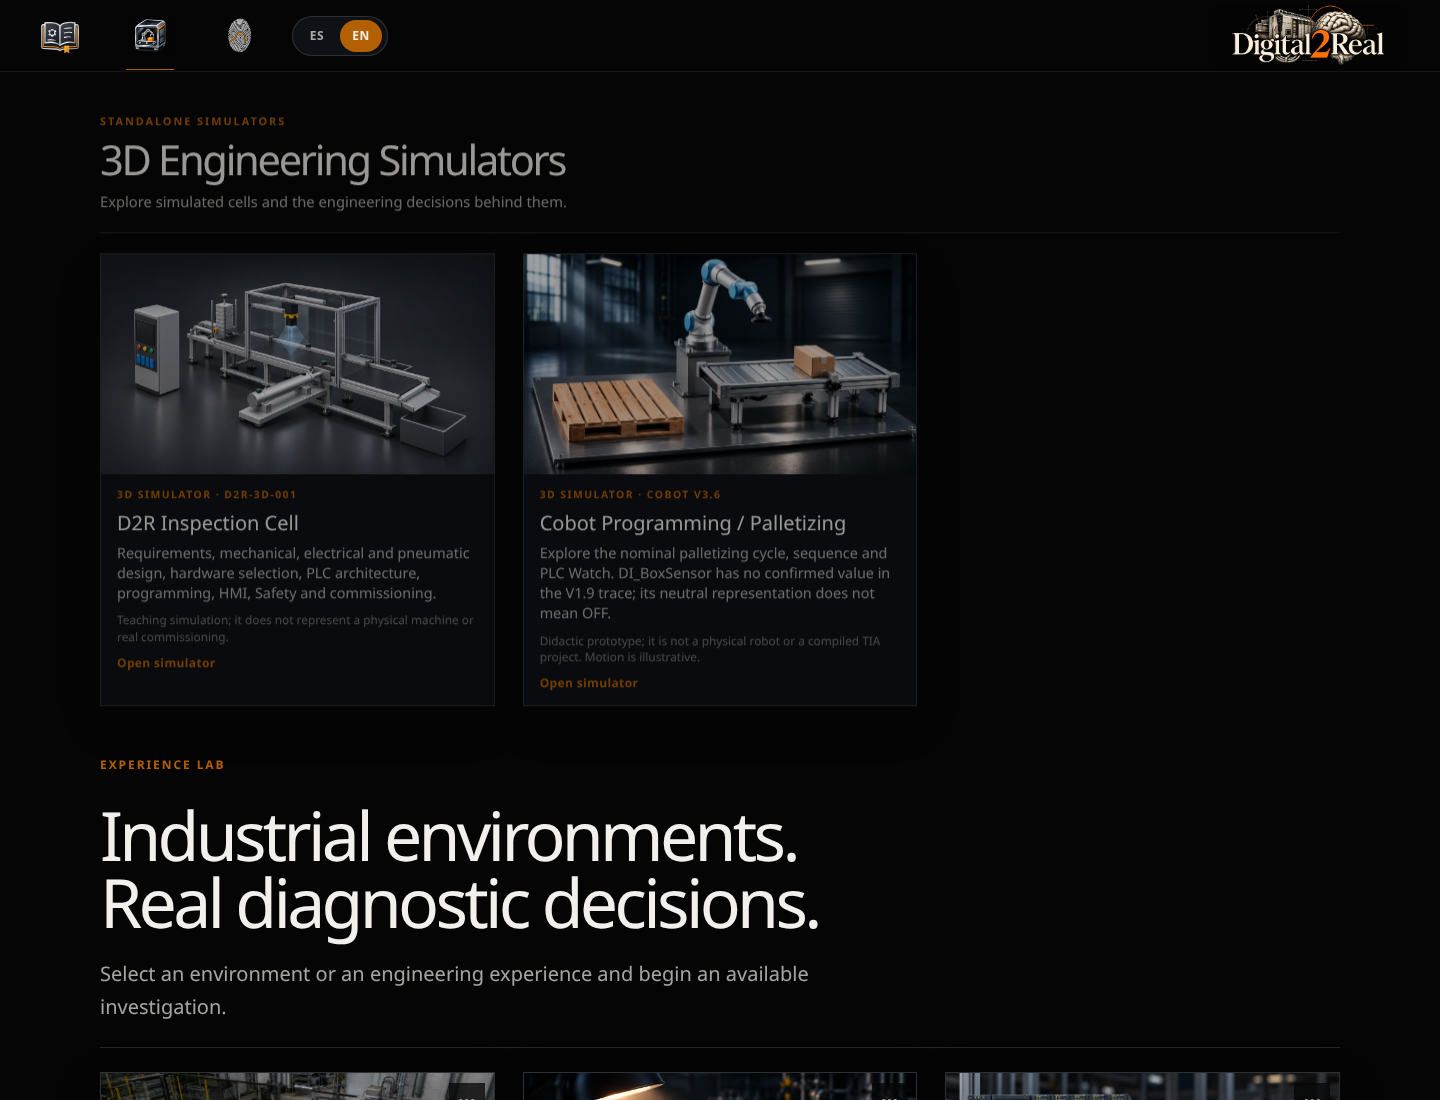 ES EN
Digital2Real
STANDALONE SIMULATORS
3D Engineering Simulators
Explore simulated cells and the engineering decisions behind them.
3D SIMULATOR · D2R-3D-001
D2R Inspection Cell
Requirements, mechanical, electrical and pneumatic
design, hardware selection, PLC architecture,
programming, HMI, Safety and commissioning.
Teaching simulation; it does not represent a physical machine or
real commissioning.
Open simulator
3D SIMULATOR · COBOT V3.6
Cobot Programming / Palletizing
Explore the nominal palletizing cycle, sequence and
PLC Watch. DI_BoxSensor has no confirmed value in
the V1.9 trace; its neutral representation does not
mean OFF.
Didactic prototype; it is not a physical robot or a compiled TIA
project. Motion is illustrative.
Open simulator
EXPERIENCE LAB
Industrial environments.
Real diagnostic decisions.
Select an environment or an engineering experience and begin an available
investigation.